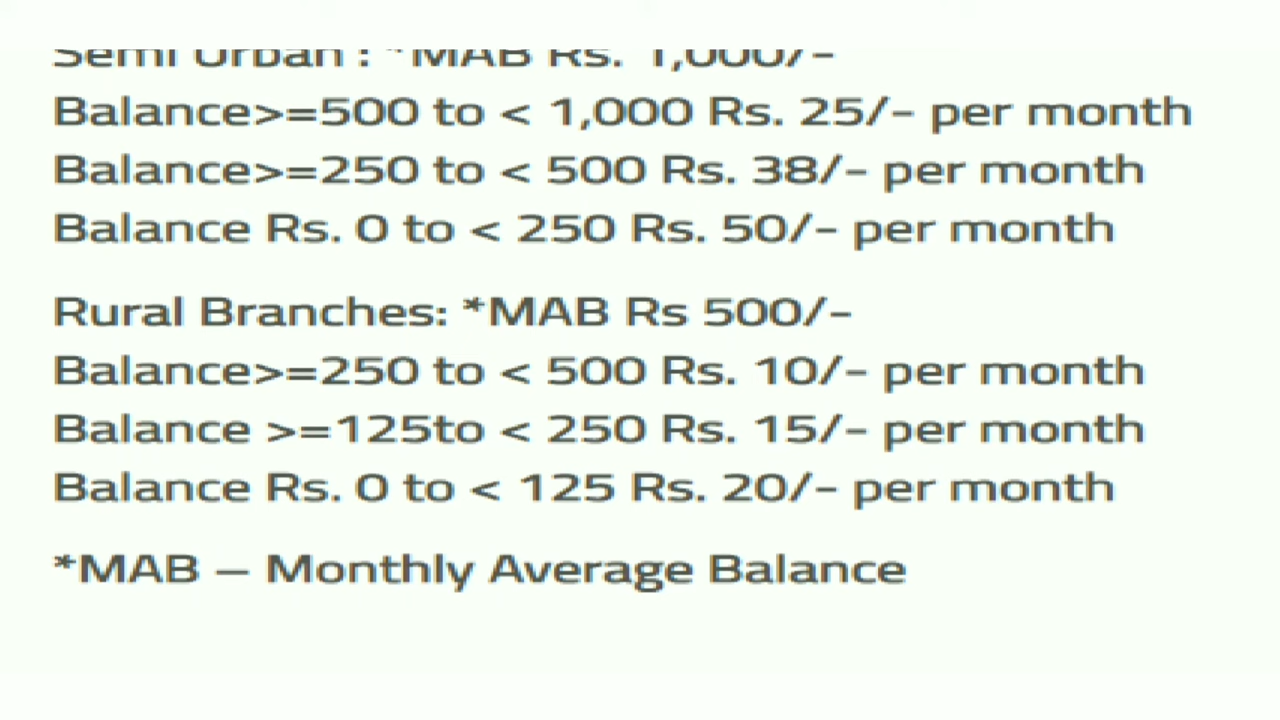 Semi Urban : *MAB Rs. 1,000/-
Balance>=500 to < 1,000 Rs. 25/- per month
Balance>=250 to < 500 Rs. 38/- per month
Balance Rs. 0 to < 250 Rs. 50/- per month
Rural Branches: *MAB Rs 500/-
Balance>=250 to < 500 Rs. 10/- per month
Balance >=125to < 250 Rs. 15/- per month
Balance Rs. 0 to < 125 Rs. 20/- per month
*MAB – Monthly Average Balance